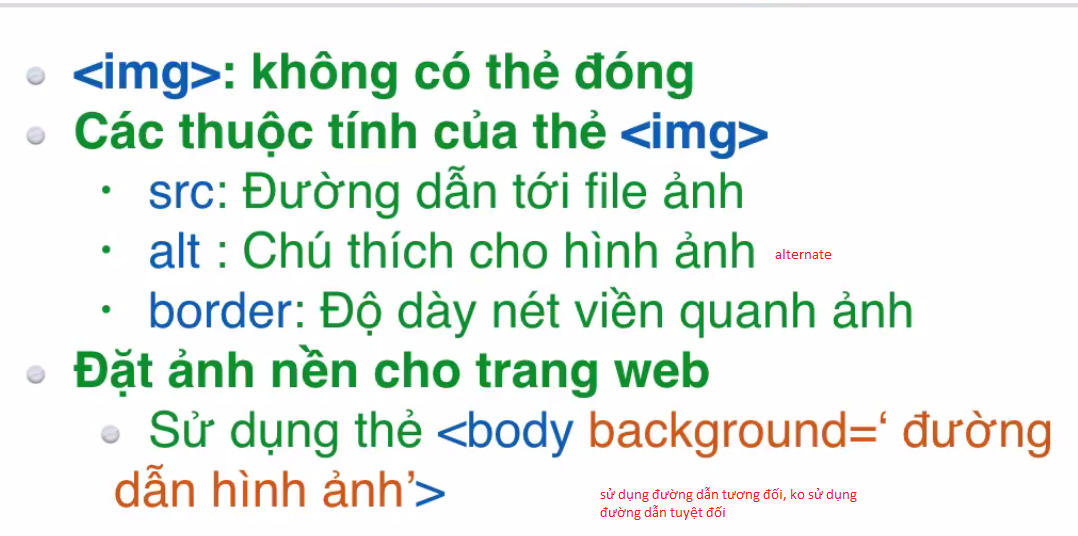 <img>: không có thẻ đóng
Các thuộc tính của thẻ <img>
src: Đường dẫn tới file ảnh
alt : Chú thích cho hình ảnh alternate
border: Độ dày nét viền quanh ảnh
Đặt ảnh nền cho trang web
Sử dụng thẻ <body background=‘ đường
dẫn hình ảnh’>
sử dụng đường dẫn tương đối, ko sử dụng
đường dẫn tuyệt đối